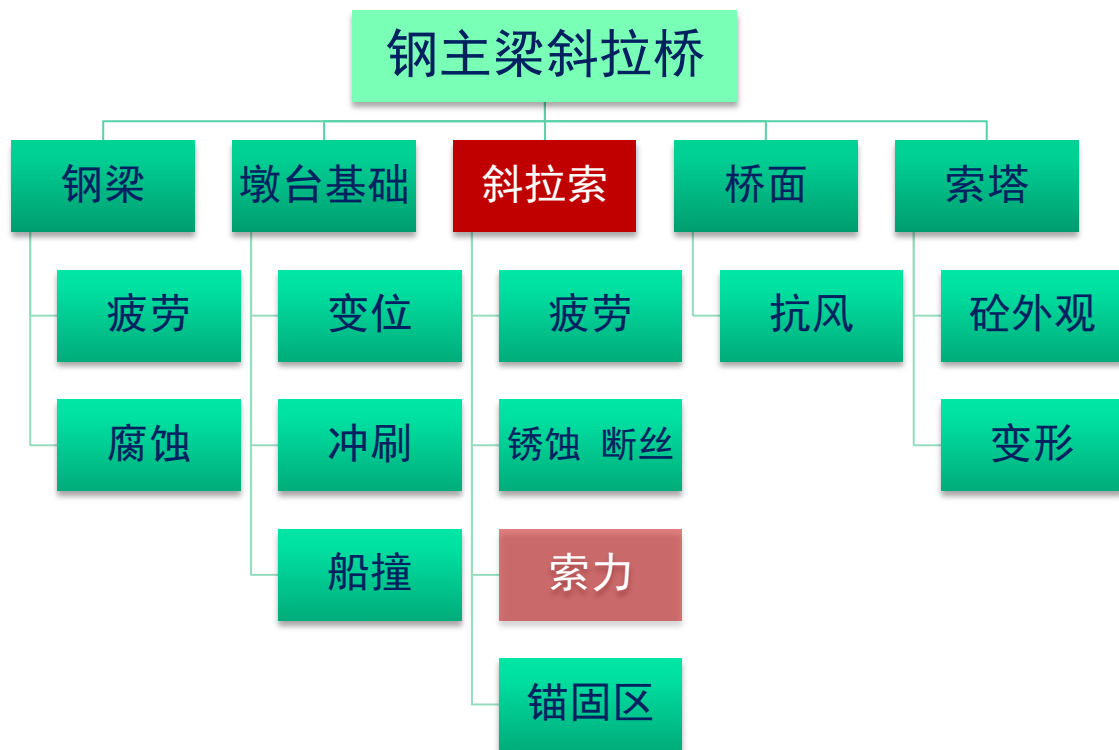 钢主梁斜拉桥
钢梁
墩台基础
斜拉索
桥面
索塔
疲劳
变位
疲劳
抗风
砼外观
腐蚀
冲刷
锈蚀 断丝
变形
船撞
索力
锚固区